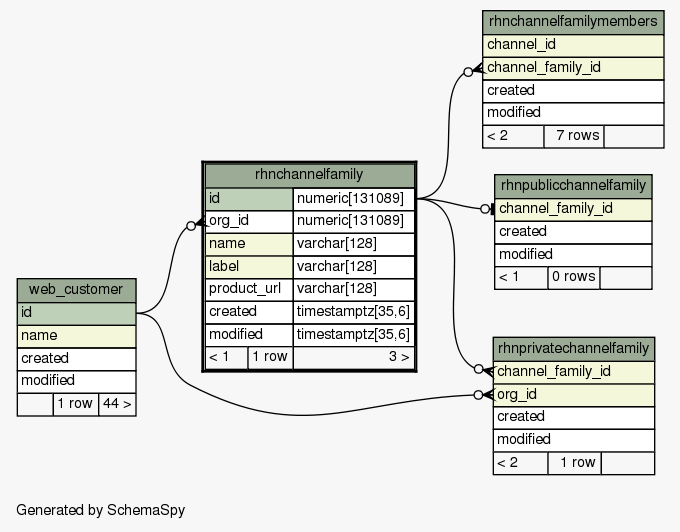 rhnchannelfamilymembers
channel_id
channel_family_id
created
modified
< 2 7 rows
rhnchannelfamily
id numeric[131089]
org_id numeric[131089]
name varchar[128]
label varchar[128]
product_url varchar[128]
created timestamptz[35,6]
modified timestamptz[35,6]
< 1 1 row 3 >
rhnpublicchannelfamily
channel_family_id
created
modified
< 1 0 rows
web_customer
id
name
created
modified
1 row 44 >
rhnprivatechannelfamily
channel_family_id
org_id
created
modified
< 2 1 row
Generated by SchemaSpy